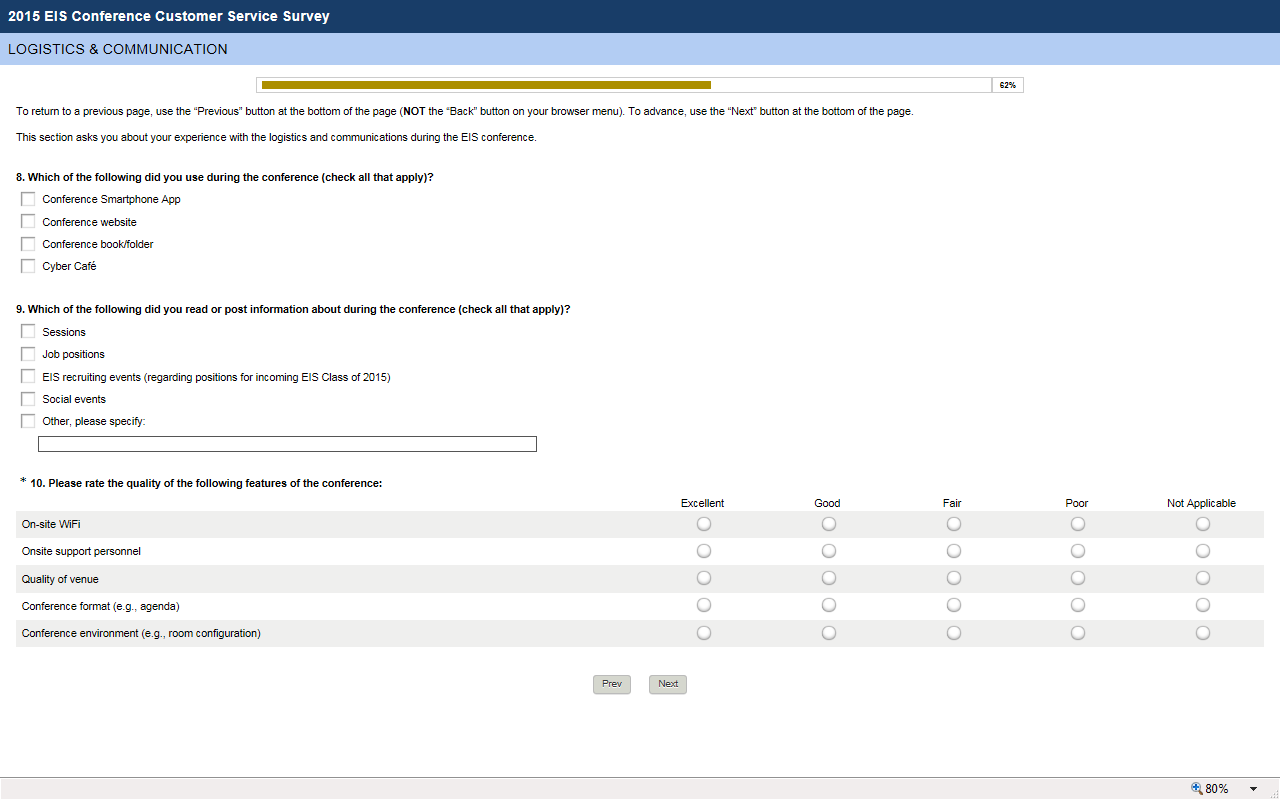 2015 EIS Conference Customer Service Survey
LOGISTICS & COMMUNICATION
62%
To return to a previous page, use the “Previous” button at the bottom of the page (NOT the “Back” button on your browser menu). To advance, use the “Next” button at the bottom of the page.
This section asks you about your experience with the logistics and communications during the EIS conference.
8. Which of the following did you use during the conference (check all that apply)?
Conference Smartphone App
Conference website
Conference book/folder
Cyber Café
9. Which of the following did you read or post information about during the conference (check all that apply)?
Sessions
Job positions
EIS recruiting events (regarding positions for incoming EIS Class of 2015)
Social events
Other, please specify:
* 10. Please rate the quality of the following features of the conference:
Excellent Good Fair Poor Not Applicable
On-site WiFi
Onsite support personnel
Quality of venue
Conference format (e.g., agenda)
Conference environment (e.g., room configuration)
Prev Next
80%